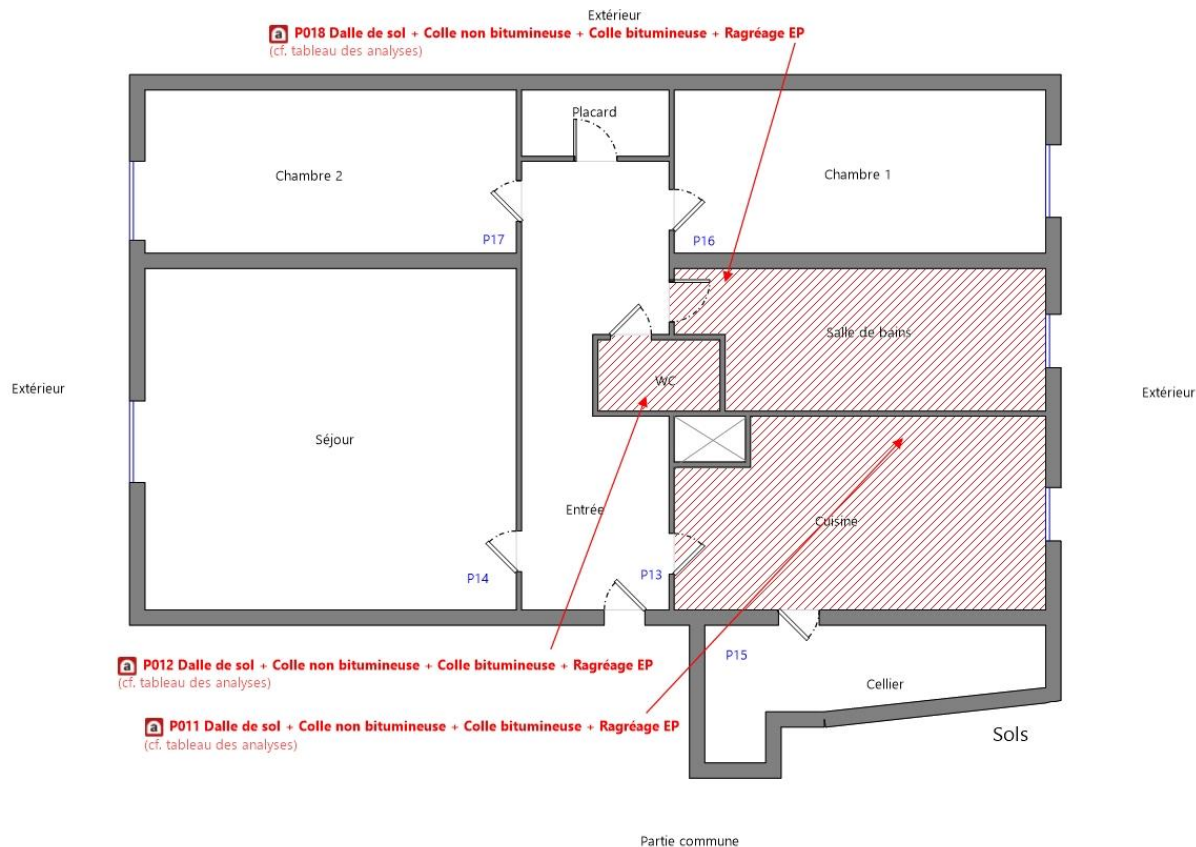 Extérieur
a P018 Dalle de sol + Colle non bitumineuse + Colle bitumineuse + Ragréage EP
(cf. tableau des analyses)
Placard
Chambre 2
Chambre 1
P17
P16
Salle de bains
WC
Extérieur
Extérieur
Séjour
Entrée
Cuisine
P14
P13
a P012 Dalle de sol + Colle non bitumineuse + Colle bitumineuse + Ragréage EP
(cf. tableau des analyses)
P15
Cellier
a P011 Dalle de sol + Colle non bitumineuse + Colle bitumineuse + Ragréage EP
(cf. tableau des analyses)
Sols
Partie commune